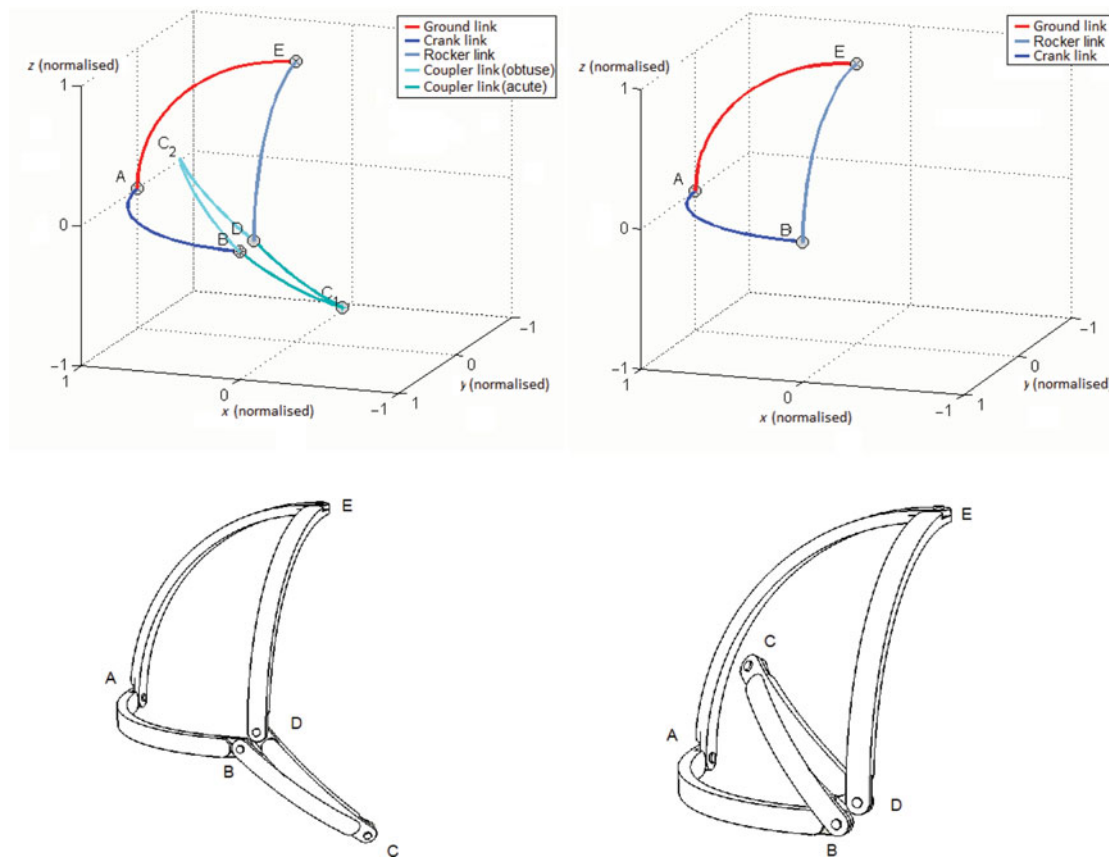 Ground link
Crank link
Rocker link
Coupler link (obtuse)
Coupler link (acute)
z (normalised)
1
0
−1
E
C2
A
D
B
C1
1
0
−1
x (normalised)
−1
0
1
y (normalised)
Ground link
Rocker link
Crank link
z (normalised)
1
0
−1
E
A
B
1
0
−1
x (normalised)
−1
0
1
y (normalised)
E
A
D
B
C
E
C
A
D
B